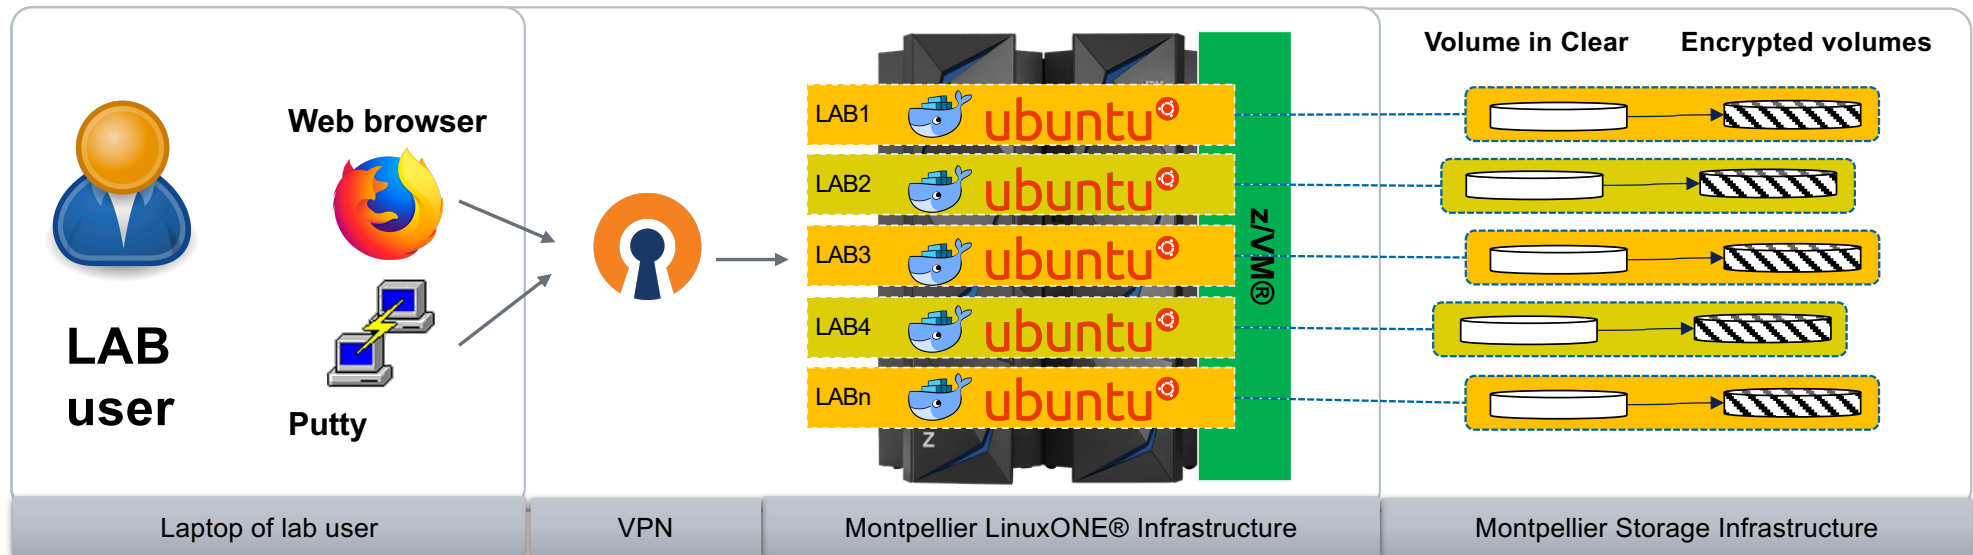 Volume in Clear
Encrypted volumes
Web browser
LAB user
Putty
LAB1 ubuntu
LAB2 ubuntu
LAB3 ubuntu
LAB4 ubuntu
LABn ubuntu
z/VM®
Z
Laptop of lab user
VPN
Montpellier LinuxONE® Infrastructure
Montpellier Storage Infrastructure